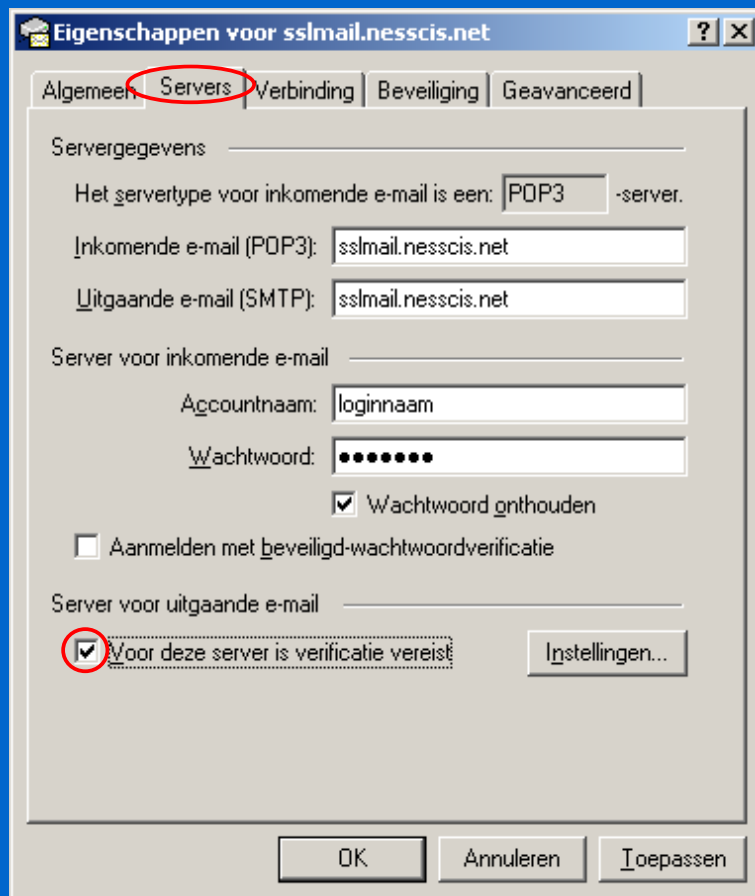 Eigenschappen voor sslmail.nesscis.net
Algemeen Servers Verbinding Beveiliging Geavanceerd
Servergegevens
Het servertype voor inkomende e-mail is een: POP3 -server.
Inkomende e-mail (POP3): sslmail.nesscis.net
Uitgaande e-mail (SMTP): sslmail.nesscis.net
Server voor inkomende e-mail
Accountnaam: loginnaam
Wachtwoord: ●●●●●●●
Wachtwoord onthouden
Aanmelden met beveiligd-wachtwoordverificatie
Server voor uitgaande e-mail
Voor deze server is verificatie vereist Instellingen...
OK Annuleren Toepassen